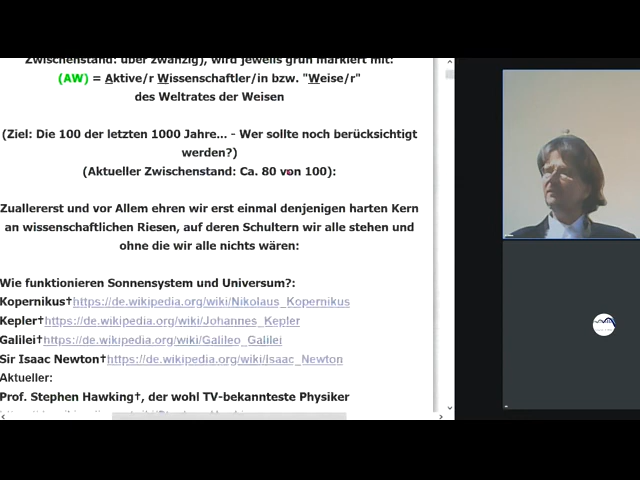 Zwischenstand: über zwanzig), wird jeweils grün markiert mit:
(AW) = Aktive/r Wissenschaftler/in bzw. "Weise/r"
des Weltrates der Weisen
(Ziel: Die 100 der letzten 1000 Jahre... - Wer sollte noch berücksichtigt
werden?)
(Aktueller Zwischenstand: Ca. 80 von 100):
Zuallererst und vor Allem ehren wir erst einmal denjenigen harten Kern
an wissenschaftlichen Riesen, auf deren Schultern wir alle stehen und
ohne die wir alle nichts wären:
Wie funktionieren Sonnensystem und Universum?:
Kopernikus†https://de.wikipedia.org/wiki/Nikolaus_Kopernikus
Kepler†https://de.wikipedia.org/wiki/Johannes_Kepler
Galilei†https://de.wikipedia.org/wiki/Galileo_Galilei
Sir Isaac Newton†https://de.wikipedia.org/wiki/Isaac_Newton
Aktueller:
Prof. Stephen Hawking†, der wohl TV-bekannteste Physiker